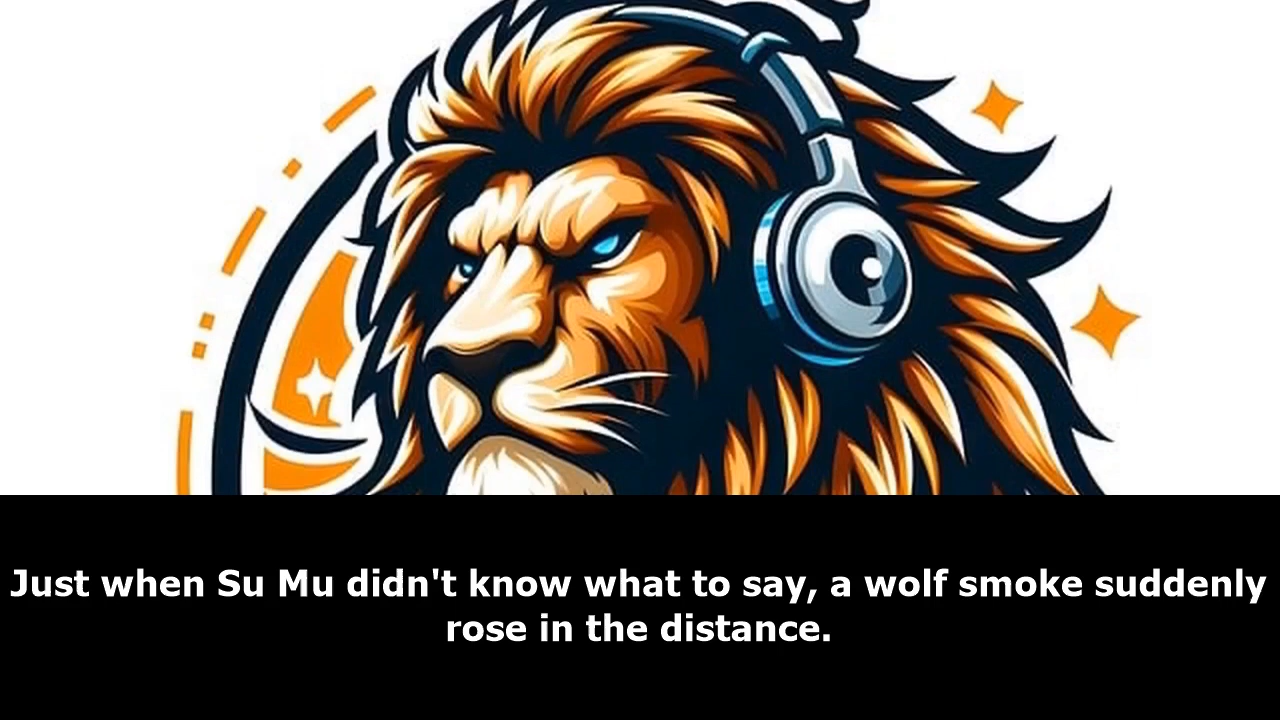 Just when Su Mu didn't know what to say, a wolf smoke suddenly
rose in the distance.